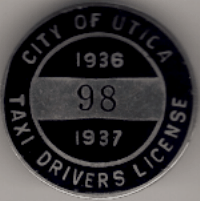 CITY OF UTICA
1936
98
1937
TAXI DRIVERS LICENSE